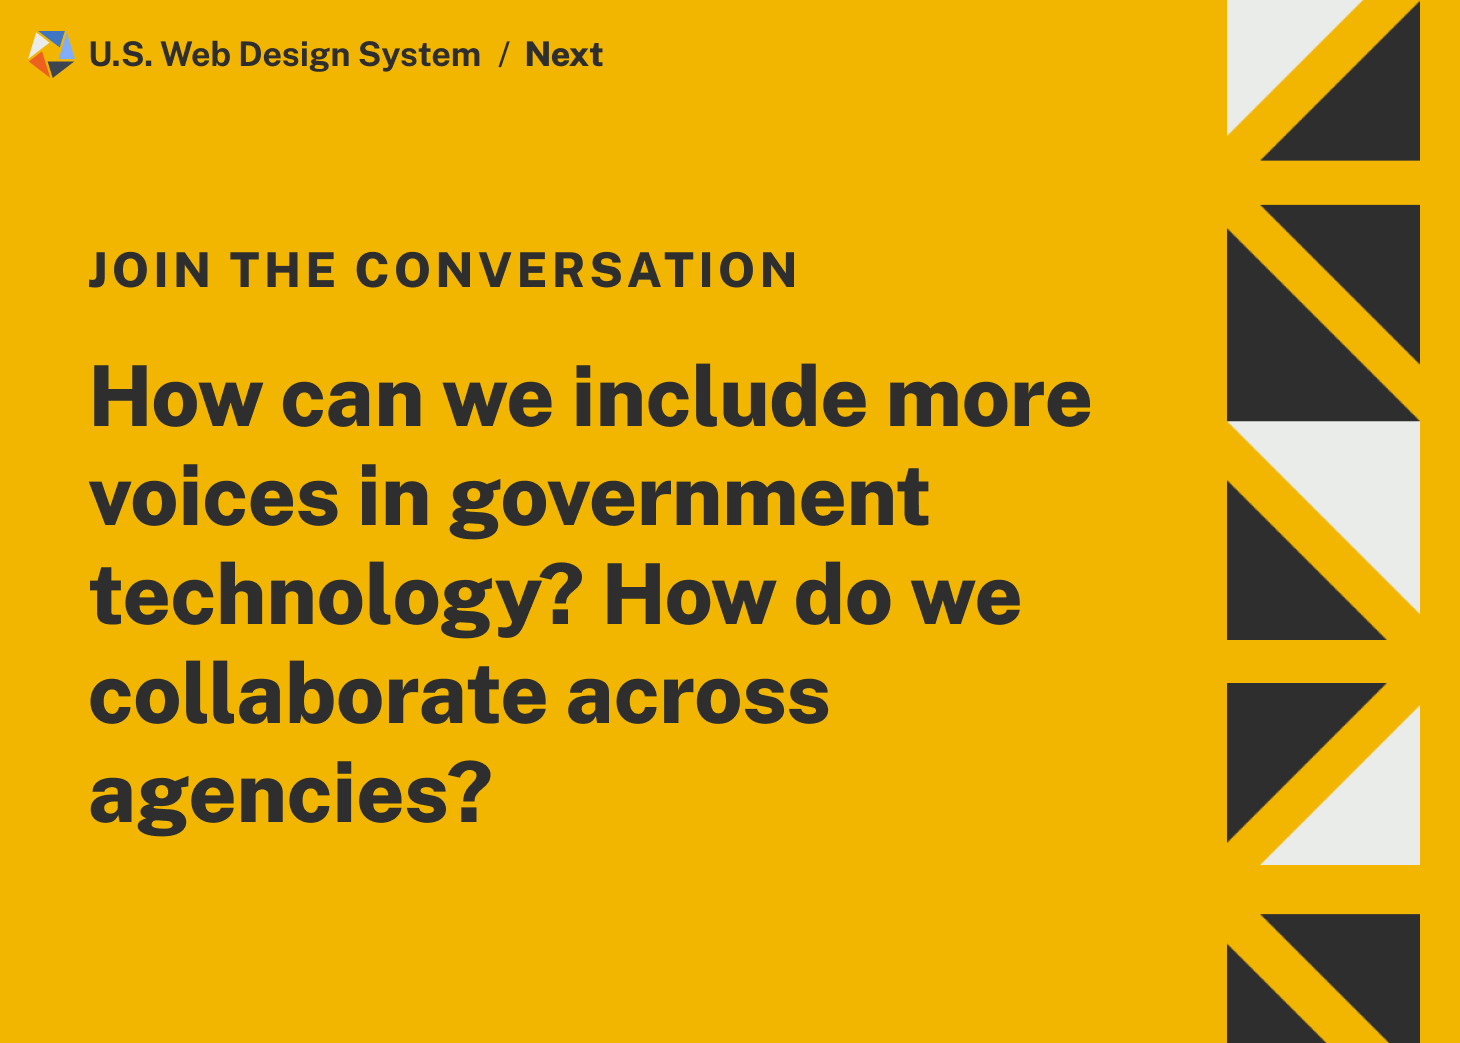 U.S. Web Design System / Next
JOIN THE CONVERSATION
How can we include more
voices in government
technology? How do we
collaborate across
agencies?